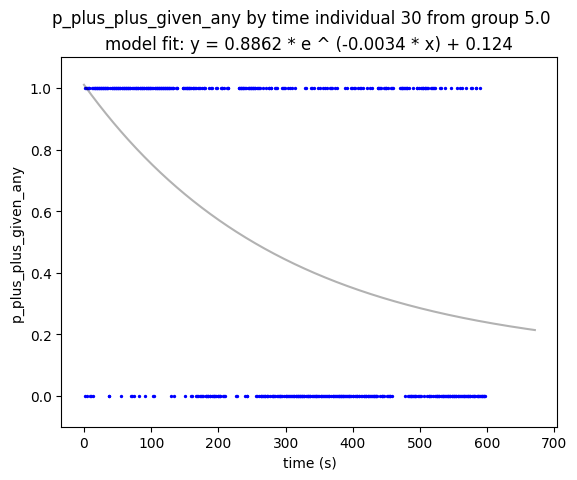 p_plus_plus_given_any by time individual 30 from group 5.0
model fit: y = 0.8862 * e ^ (-0.0034 * x) + 0.124
p_plus_plus_given_any
1.0
0.8
0.6
0.4
0.2
0.0
0 100 200 300 400 500 600 700
time (s)